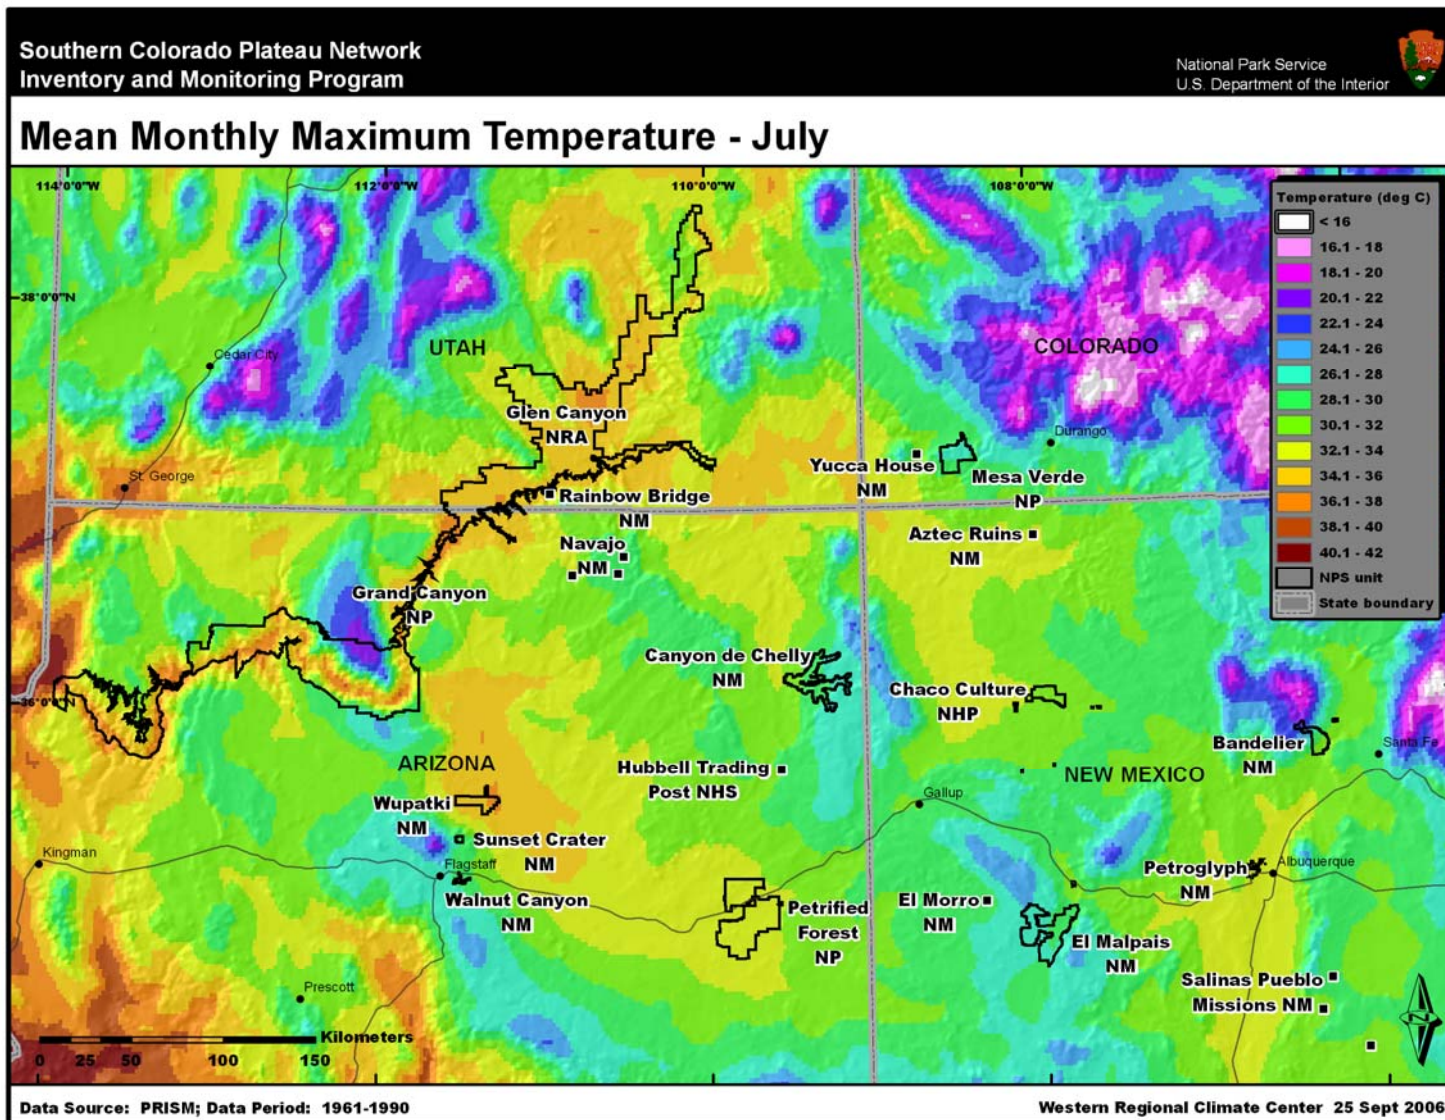 Southern Colorado Plateau Network
Inventory and Monitoring Program
National Park Service
U.S. Department of the Interior
Mean Monthly Maximum Temperature - July
114°0'0"W
112°0'0"W
110°0'0"W
108°0'0"W
Temperature (deg C)
< 16
16.1 - 18
18.1 - 20
20.1 - 22
22.1 - 24
24.1 - 26
26.1 - 28
28.1 - 30
30.1 - 32
32.1 - 34
34.1 - 36
36.1 - 38
38.1 - 40
40.1 - 42
NPS unit
State boundary
38°0'0"N
UTAH
COLORADO
Cedar City
Glen Canyon
NRA
Durango
Yucca House
NM
Mesa Verde
NP
St. George
Rainbow Bridge
NM
Navajo
NM
Aztec Ruins
NM
Grand Canyon
NP
Canyon de Chelly
NM
Chaco Culture
NHP
36°0'0"N
Bandelier
NM
Santa Fe
ARIZONA
Hubbell Trading
Post NHS
NEW MEXICO
Wupatki
NM
Gallup
Sunset Crater
NM
Kingman
Flagstaff
Petroglyph
NM
Albuquerque
Walnut Canyon
NM
Petrified
Forest
NP
El Morro
NM
El Malpais
NM
Salinas Pueblo
Missions NM
Prescott
Kilometers
0 25 50 100 150
N
Data Source: PRISM; Data Period: 1961-1990
Western Regional Climate Center 25 Sept 2006